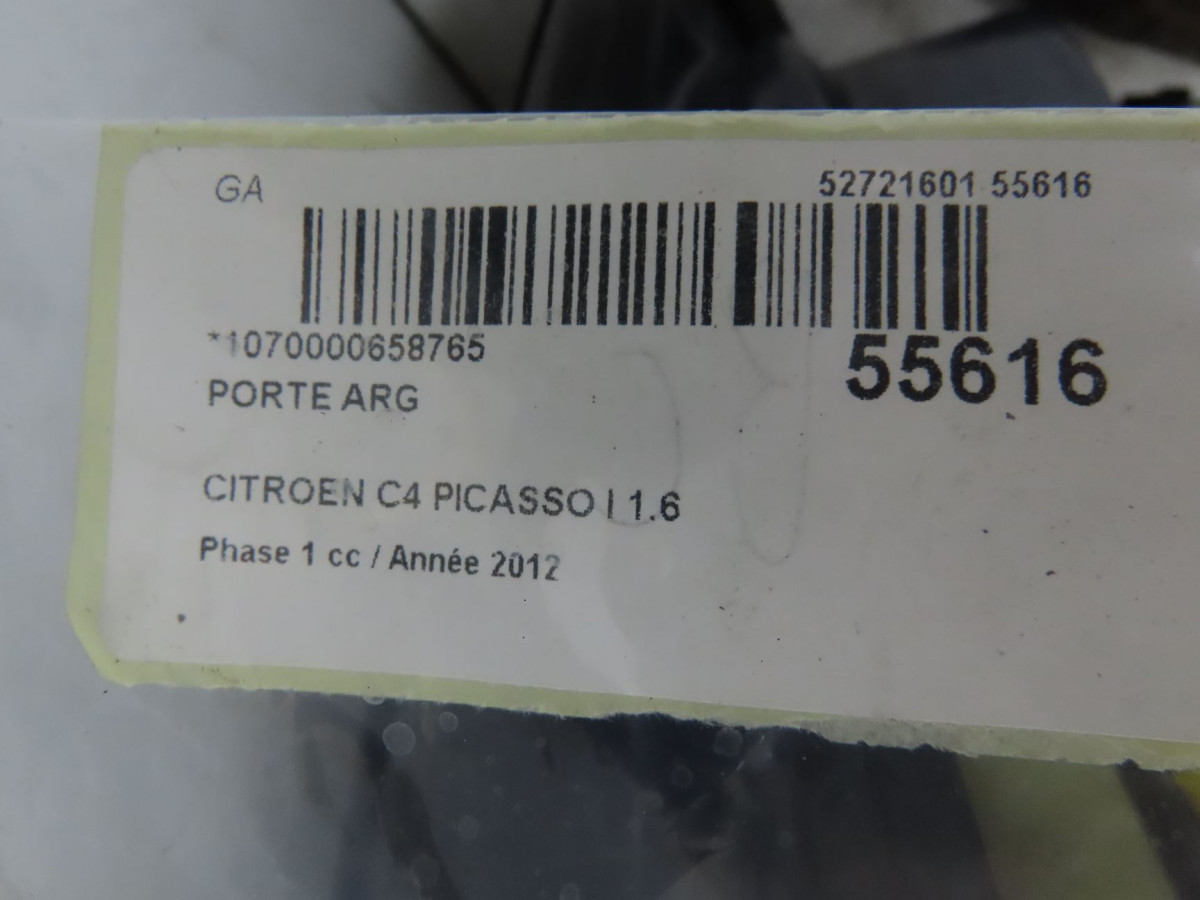 GA
52721601 55616
*1070000658765
55616
PORTE ARG
CITROEN C4 PICASSO I 1.6
Phase 1 cc / Année 2012